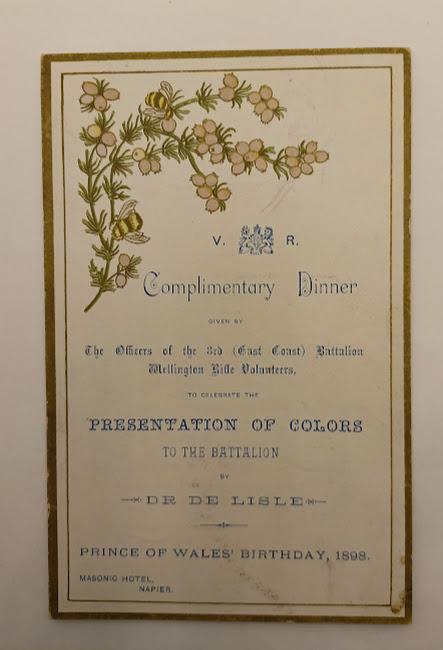 V. R.
Complimentary Dinner
GIVEN BY
The Officers of the 3rd (East Coast) Battalion
Wellington Rifle Volunteers,
TO CELEBRATE THE
PRESENTATION OF COLORS
TO THE BATTALION
BY
DR DE LISLE
PRINCE OF WALES' BIRTHDAY, 1898.
MASONIC HOTEL,
NAPIER.